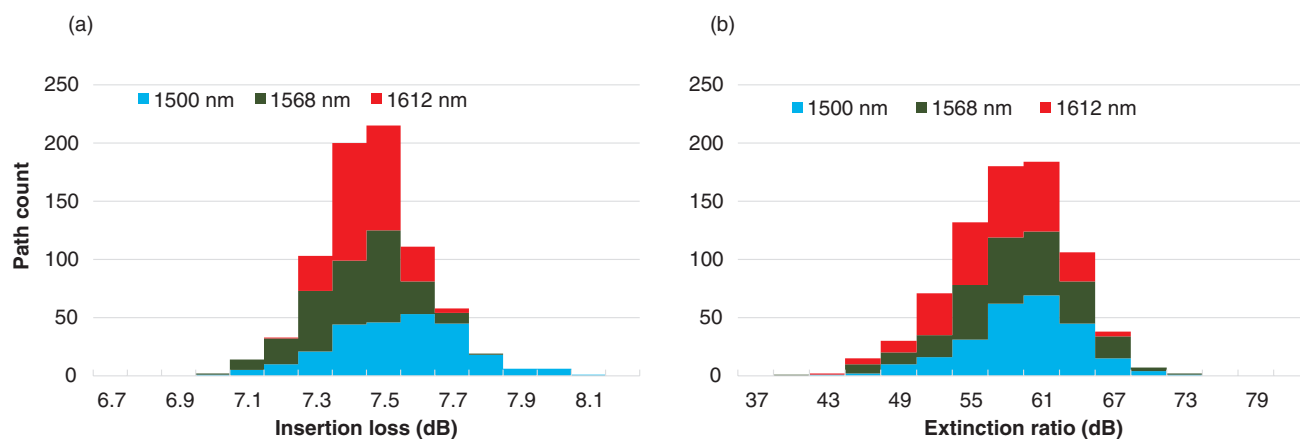 (a)
250
200
150
100
50
0
Path count
1500 nm 1568 nm 1612 nm
6.7 6.9 7.1 7.3 7.5 7.7 7.9 8.1
Insertion loss (dB)
(b)
250
200
150
100
50
0
1500 nm 1568 nm 1612 nm
37 43 49 55 61 67 73 79
Extinction ratio (dB)